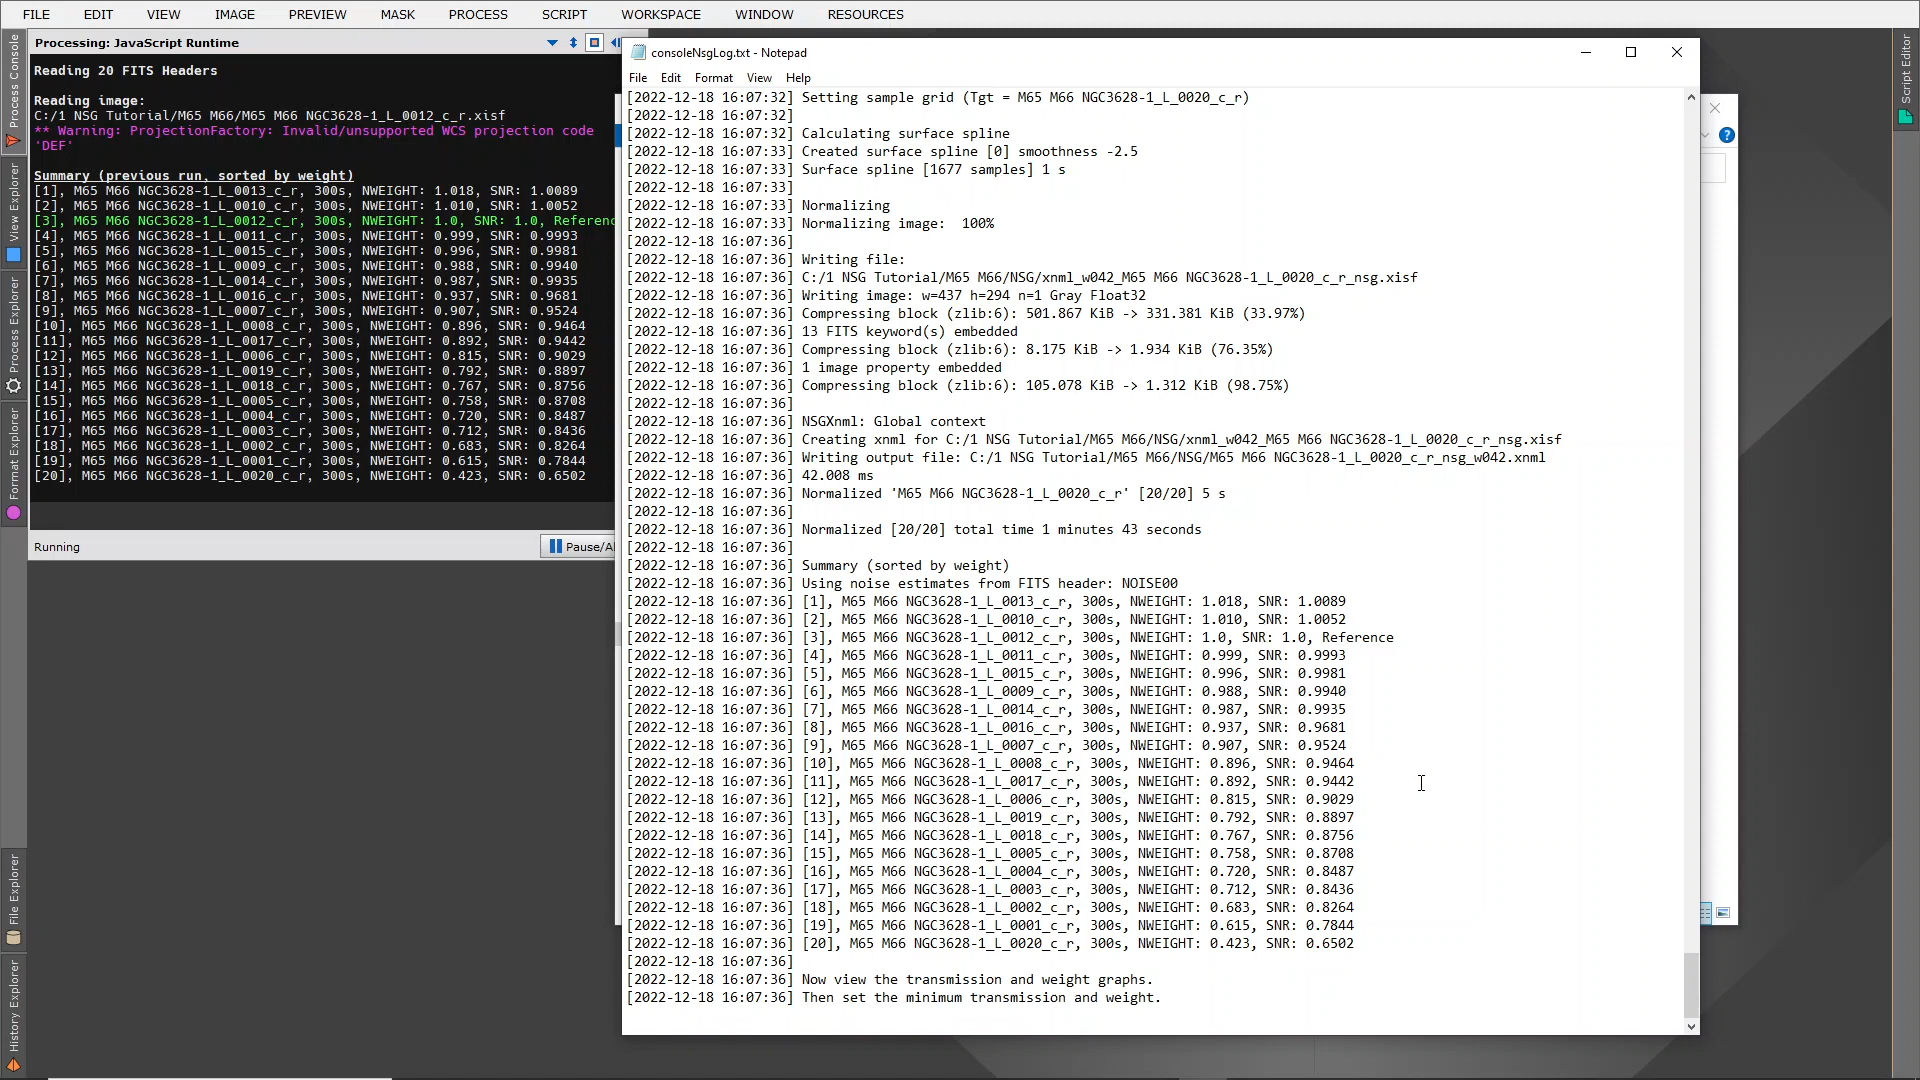 FILE EDIT VIEW IMAGE PREVIEW MASK PROCESS SCRIPT WORKSPACE WINDOW RESOURCES
Process Console
View Explorer
Process Explorer
Format Explorer
File Explorer
History Explorer
Processing: JavaScript Runtime
Reading 20 FITS Headers
Reading image:
C:/1 NSG Tutorial/M65 M66/M65 M66 NGC3628-1_L_0012_c_r.xisf
** Warning: ProjectionFactory: Invalid/unsupported WCS projection code
'DEF'
Summary (previous run, sorted by weight)
[1], M65 M66 NGC3628-1_L_0013_c_r, 300s, NWEIGHT: 1.018, SNR: 1.0089
[2], M65 M66 NGC3628-1_L_0010_c_r, 300s, NWEIGHT: 1.010, SNR: 1.0052
[3], M65 M66 NGC3628-1_L_0012_c_r, 300s, NWEIGHT: 1.0, SNR: 1.0, Referenc
[4], M65 M66 NGC3628-1_L_0011_c_r, 300s, NWEIGHT: 0.999, SNR: 0.9993
[5], M65 M66 NGC3628-1_L_0015_c_r, 300s, NWEIGHT: 0.996, SNR: 0.9981
[6], M65 M66 NGC3628-1_L_0009_c_r, 300s, NWEIGHT: 0.988, SNR: 0.9940
[7], M65 M66 NGC3628-1_L_0014_c_r, 300s, NWEIGHT: 0.987, SNR: 0.9935
[8], M65 M66 NGC3628-1_L_0016_c_r, 300s, NWEIGHT: 0.937, SNR: 0.9681
[9], M65 M66 NGC3628-1_L_0007_c_r, 300s, NWEIGHT: 0.907, SNR: 0.9524
[10], M65 M66 NGC3628-1_L_0008_c_r, 300s, NWEIGHT: 0.896, SNR: 0.9464
[11], M65 M66 NGC3628-1_L_0017_c_r, 300s, NWEIGHT: 0.892, SNR: 0.9442
[12], M65 M66 NGC3628-1_L_0006_c_r, 300s, NWEIGHT: 0.815, SNR: 0.9029
[13], M65 M66 NGC3628-1_L_0019_c_r, 300s, NWEIGHT: 0.792, SNR: 0.8897
[14], M65 M66 NGC3628-1_L_0018_c_r, 300s, NWEIGHT: 0.767, SNR: 0.8756
[15], M65 M66 NGC3628-1_L_0005_c_r, 300s, NWEIGHT: 0.758, SNR: 0.8708
[16], M65 M66 NGC3628-1_L_0004_c_r, 300s, NWEIGHT: 0.720, SNR: 0.8487
[17], M65 M66 NGC3628-1_L_0003_c_r, 300s, NWEIGHT: 0.712, SNR: 0.8436
[18], M65 M66 NGC3628-1_L_0002_c_r, 300s, NWEIGHT: 0.683, SNR: 0.8264
[19], M65 M66 NGC3628-1_L_0001_c_r, 300s, NWEIGHT: 0.615, SNR: 0.7844
[20], M65 M66 NGC3628-1_L_0020_c_r, 300s, NWEIGHT: 0.423, SNR: 0.6502
Running
Pause/A
consoleNsgLog.txt - Notepad
File Edit Format View Help
[2022-12-18 16:07:32] Setting sample grid (Tgt = M65 M66 NGC3628-1_L_0020_c_r)
[2022-12-18 16:07:32]
[2022-12-18 16:07:32] Calculating surface spline
[2022-12-18 16:07:33] Created surface spline [0] smoothness -2.5
[2022-12-18 16:07:33] Surface spline [1677 samples] 1 s
[2022-12-18 16:07:33]
[2022-12-18 16:07:33] Normalizing
[2022-12-18 16:07:33] Normalizing image: 100%
[2022-12-18 16:07:36]
[2022-12-18 16:07:36] Writing file:
[2022-12-18 16:07:36] C:/1 NSG Tutorial/M65 M66/NSG/xnml_w042_M65 M66 NGC3628-1_L_0020_c_r_nsg.xisf
[2022-12-18 16:07:36] Writing image: w=437 h=294 n=1 Gray Float32
[2022-12-18 16:07:36] Compressing block (zlib:6): 501.867 KiB -> 331.381 KiB (33.97%)
[2022-12-18 16:07:36] 13 FITS keyword(s) embedded
[2022-12-18 16:07:36] Compressing block (zlib:6): 8.175 KiB -> 1.934 KiB (76.35%)
[2022-12-18 16:07:36] 1 image property embedded
[2022-12-18 16:07:36] Compressing block (zlib:6): 105.078 KiB -> 1.312 KiB (98.75%)
[2022-12-18 16:07:36]
[2022-12-18 16:07:36] NSGXnml: Global context
[2022-12-18 16:07:36] Creating xnml for C:/1 NSG Tutorial/M65 M66/NSG/xnml_w042_M65 M66 NGC3628-1_L_0020_c_r_nsg.xisf
[2022-12-18 16:07:36] Writing output file: C:/1 NSG Tutorial/M65 M66/NSG/M65 M66 NGC3628-1_L_0020_c_r_nsg_w042.xnml
[2022-12-18 16:07:36] 42.008 ms
[2022-12-18 16:07:36] Normalized 'M65 M66 NGC3628-1_L_0020_c_r' [20/20] 5 s
[2022-12-18 16:07:36]
[2022-12-18 16:07:36] Normalized [20/20] total time 1 minutes 43 seconds
[2022-12-18 16:07:36]
[2022-12-18 16:07:36] Summary (sorted by weight)
[2022-12-18 16:07:36] Using noise estimates from FITS header: NOISE00
[2022-12-18 16:07:36] [1], M65 M66 NGC3628-1_L_0013_c_r, 300s, NWEIGHT: 1.018, SNR: 1.0089
[2022-12-18 16:07:36] [2], M65 M66 NGC3628-1_L_0010_c_r, 300s, NWEIGHT: 1.010, SNR: 1.0052
[2022-12-18 16:07:36] [3], M65 M66 NGC3628-1_L_0012_c_r, 300s, NWEIGHT: 1.0, SNR: 1.0, Reference
[2022-12-18 16:07:36] [4], M65 M66 NGC3628-1_L_0011_c_r, 300s, NWEIGHT: 0.999, SNR: 0.9993
[2022-12-18 16:07:36] [5], M65 M66 NGC3628-1_L_0015_c_r, 300s, NWEIGHT: 0.996, SNR: 0.9981
[2022-12-18 16:07:36] [6], M65 M66 NGC3628-1_L_0009_c_r, 300s, NWEIGHT: 0.988, SNR: 0.9940
[2022-12-18 16:07:36] [7], M65 M66 NGC3628-1_L_0014_c_r, 300s, NWEIGHT: 0.987, SNR: 0.9935
[2022-12-18 16:07:36] [8], M65 M66 NGC3628-1_L_0016_c_r, 300s, NWEIGHT: 0.937, SNR: 0.9681
[2022-12-18 16:07:36] [9], M65 M66 NGC3628-1_L_0007_c_r, 300s, NWEIGHT: 0.907, SNR: 0.9524
[2022-12-18 16:07:36] [10], M65 M66 NGC3628-1_L_0008_c_r, 300s, NWEIGHT: 0.896, SNR: 0.9464
[2022-12-18 16:07:36] [11], M65 M66 NGC3628-1_L_0017_c_r, 300s, NWEIGHT: 0.892, SNR: 0.9442
[2022-12-18 16:07:36] [12], M65 M66 NGC3628-1_L_0006_c_r, 300s, NWEIGHT: 0.815, SNR: 0.9029
[2022-12-18 16:07:36] [13], M65 M66 NGC3628-1_L_0019_c_r, 300s, NWEIGHT: 0.792, SNR: 0.8897
[2022-12-18 16:07:36] [14], M65 M66 NGC3628-1_L_0018_c_r, 300s, NWEIGHT: 0.767, SNR: 0.8756
[2022-12-18 16:07:36] [15], M65 M66 NGC3628-1_L_0005_c_r, 300s, NWEIGHT: 0.758, SNR: 0.8708
[2022-12-18 16:07:36] [16], M65 M66 NGC3628-1_L_0004_c_r, 300s, NWEIGHT: 0.720, SNR: 0.8487
[2022-12-18 16:07:36] [17], M65 M66 NGC3628-1_L_0003_c_r, 300s, NWEIGHT: 0.712, SNR: 0.8436
[2022-12-18 16:07:36] [18], M65 M66 NGC3628-1_L_0002_c_r, 300s, NWEIGHT: 0.683, SNR: 0.8264
[2022-12-18 16:07:36] [19], M65 M66 NGC3628-1_L_0001_c_r, 300s, NWEIGHT: 0.615, SNR: 0.7844
[2022-12-18 16:07:36] [20], M65 M66 NGC3628-1_L_0020_c_r, 300s, NWEIGHT: 0.423, SNR: 0.6502
[2022-12-18 16:07:36]
[2022-12-18 16:07:36] Now view the transmission and weight graphs.
[2022-12-18 16:07:36] Then set the minimum transmission and weight.
Script Editor